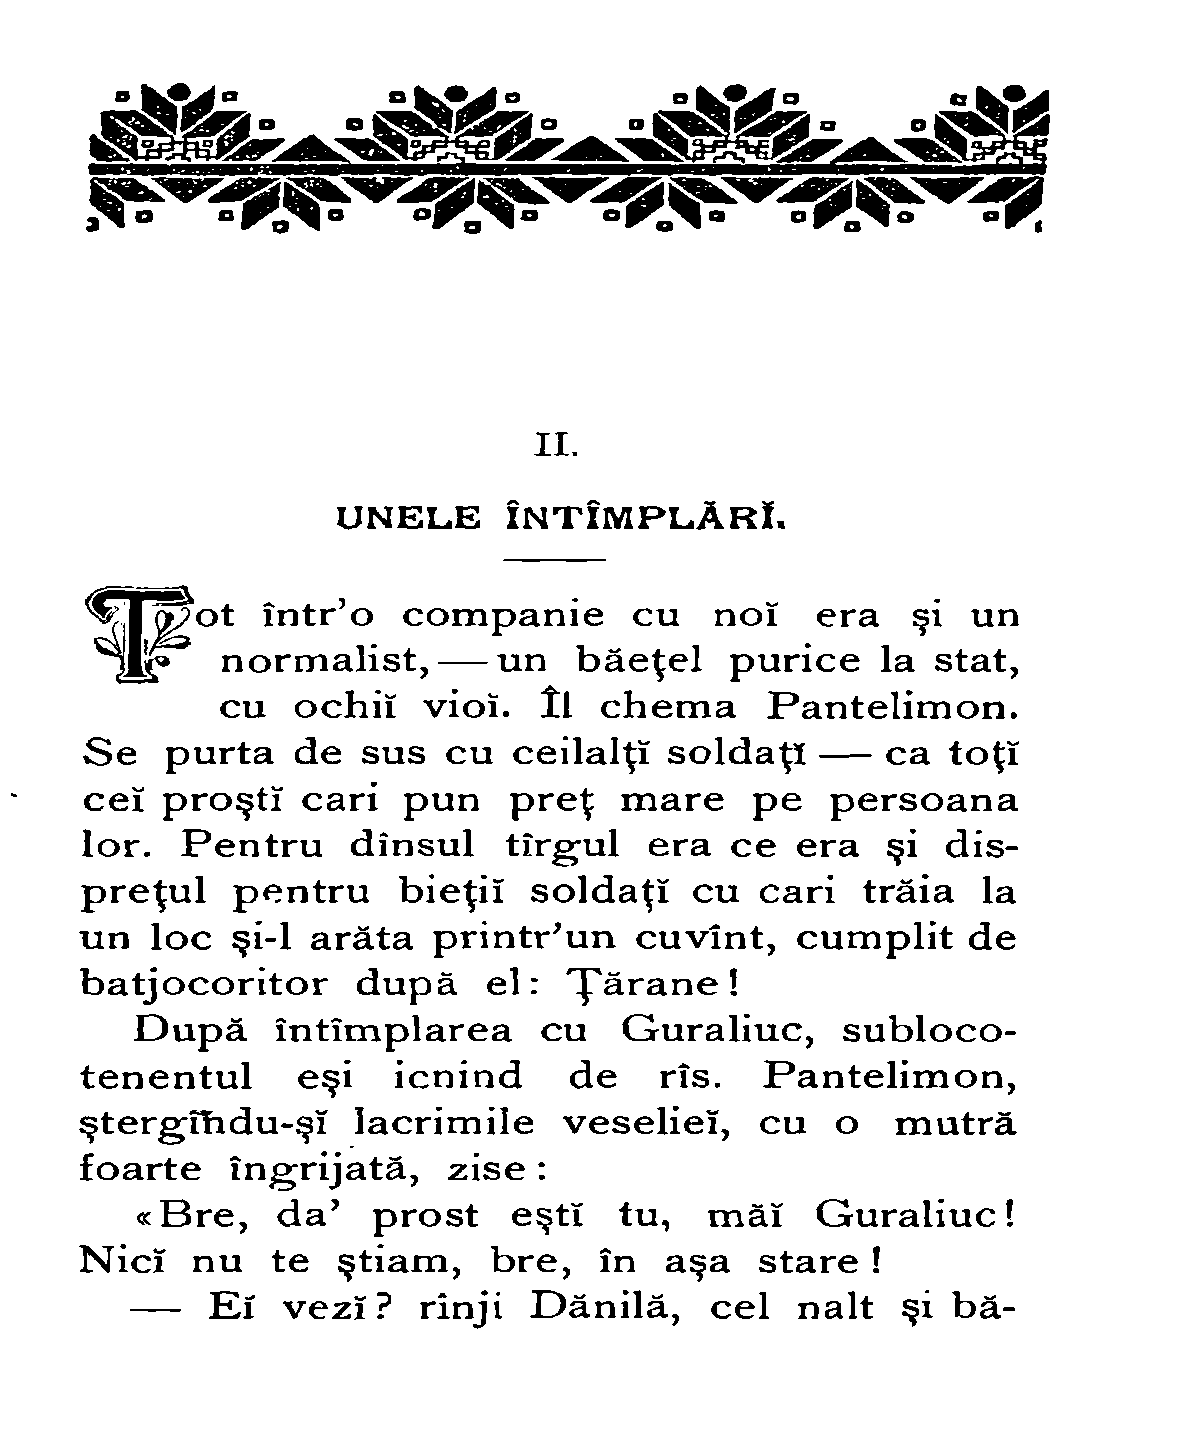 II.
UNELE ÎNTÎMPLĂRĬ.
Tot într’o companie cu noĭ era şi un
normalist, — un băeţel purice la stat,
cu ochiĭ vioĭ. Îl chema Pantelimon.
Se purta de sus cu ceilalţĭ soldaţĭ — ca toţĭ
ceĭ proştĭ cari pun preţ mare pe persoana
lor. Pentru dînsul tîrgul era ce era şi dis-
preţul pentru bieţiĭ soldaţĭ cu cari trăia la
un loc şi-l arăta printr’un cuvînt, cumplit de
batjocoritor după el: Ţărane!
După întîmplarea cu Guraliuc, subloco-
tenentul eşi icnind de rîs. Pantelimon,
ştergîndu-şĭ lacrimile veselieĭ, cu o mutră
foarte îngrijată, zise:
«Bre, da’ prost eştĭ tu, măĭ Guraliuc!
Nicĭ nu te ştiam, bre, în aşa stare!
— Eĭ vezĭ? rînji Dănilă, cel nalt şi bă-